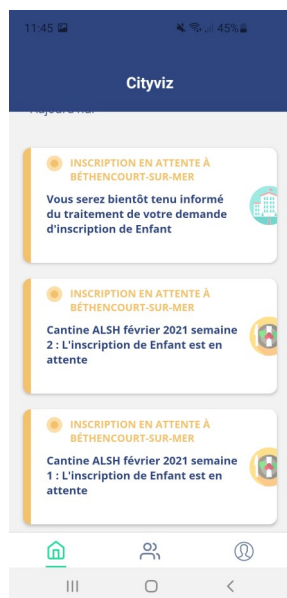 11:45
45%
Cityviz
INSCRIPTION EN ATTENTE À
BÉTHENCOURT-SUR-MER
Vous serez bientôt tenu informé
du traitement de votre demande
d'inscription de Enfant
INSCRIPTION EN ATTENTE À
BÉTHENCOURT-SUR-MER
Cantine ALSH février 2021 semaine
2 : L'inscription de Enfant est en
attente
INSCRIPTION EN ATTENTE À
BÉTHENCOURT-SUR-MER
Cantine ALSH février 2021 semaine
1 : L'inscription de Enfant est en
attente